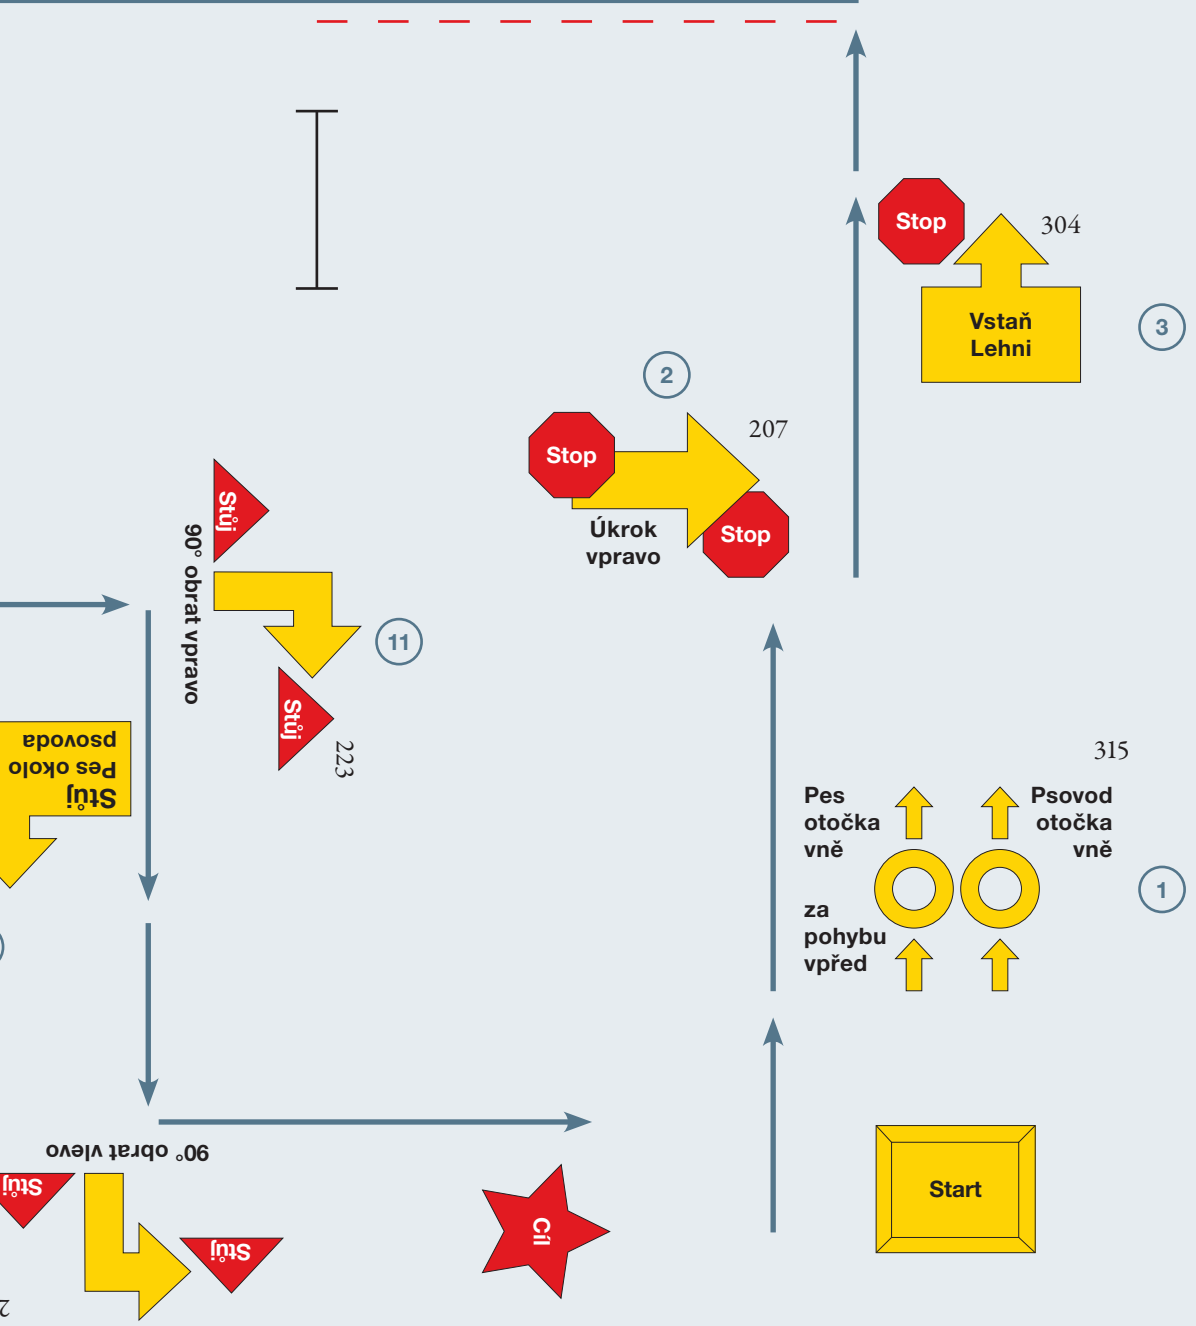 Stop
304
Vstaň
Lehni
3
2
207
Stop
Úkrok
vpravo
Stop
Stůj
90° obrat vpravo
11
Stůj
223
Stůj
Pes okolo
psovoda
315
Pes
otočka
vně
Psovod
otočka
vně
1
za
pohybu
vpřed
90° obrat vlevo
Stůj
Stůj
Cíl
Start